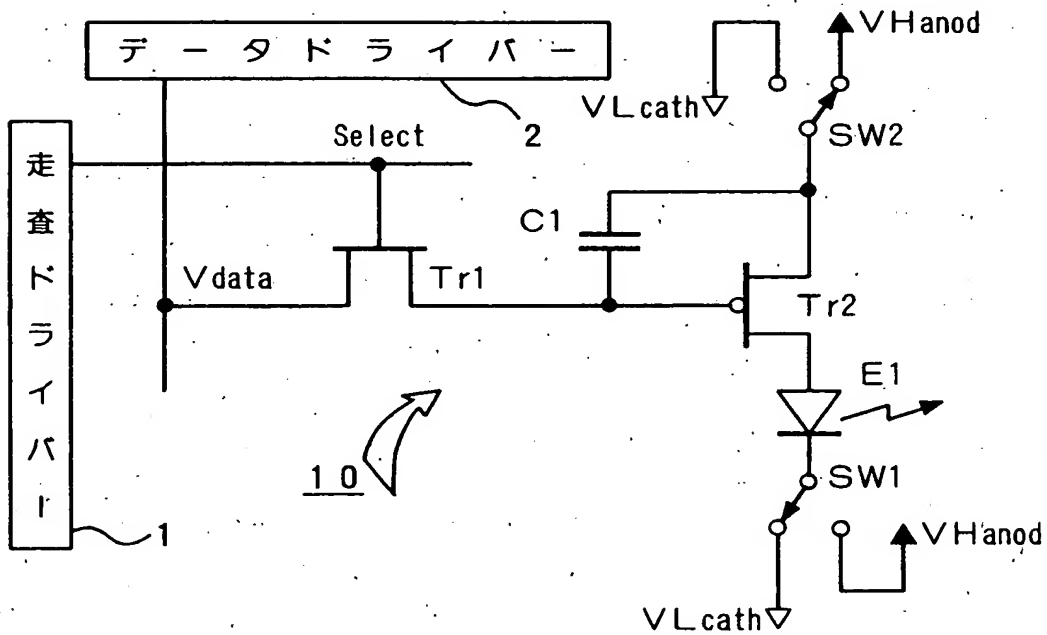 データドライバー
VHanod
VLcath
SW2
2
Select
走査ドライバー
C1
Vdata
Tr1
Tr2
E1
10
SW1
1
VHanod
VLcath